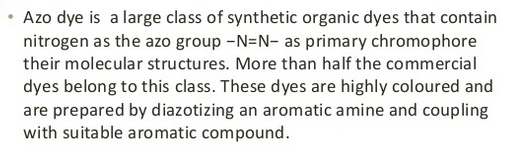 • Azo dye is a large class of synthetic organic dyes that contain
nitrogen as the azo group −N=N− as primary chromophore
their molecular structures. More than half the commercial
dyes belong to this class. These dyes are highly coloured and
are prepared by diazotizing an aromatic amine and coupling
with suitable aromatic compound.